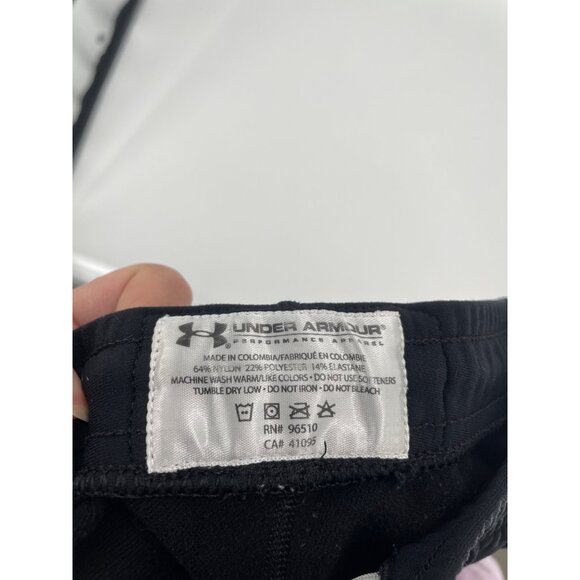 UNDER ARMOUR®
PERFORMANCE APPAREL
MADE IN COLOMBIA/FABRIQUÉ EN COLOMBIE
64% NYLON 22% POLYESTER 14% ELASTANE
MACHINE WASH WARM/LIKE COLORS • DO NOT USE SOFTENERS
TUMBLE DRY LOW • DO NOT IRON • DO NOT BLEACH
RN# 96510
CA# 41095